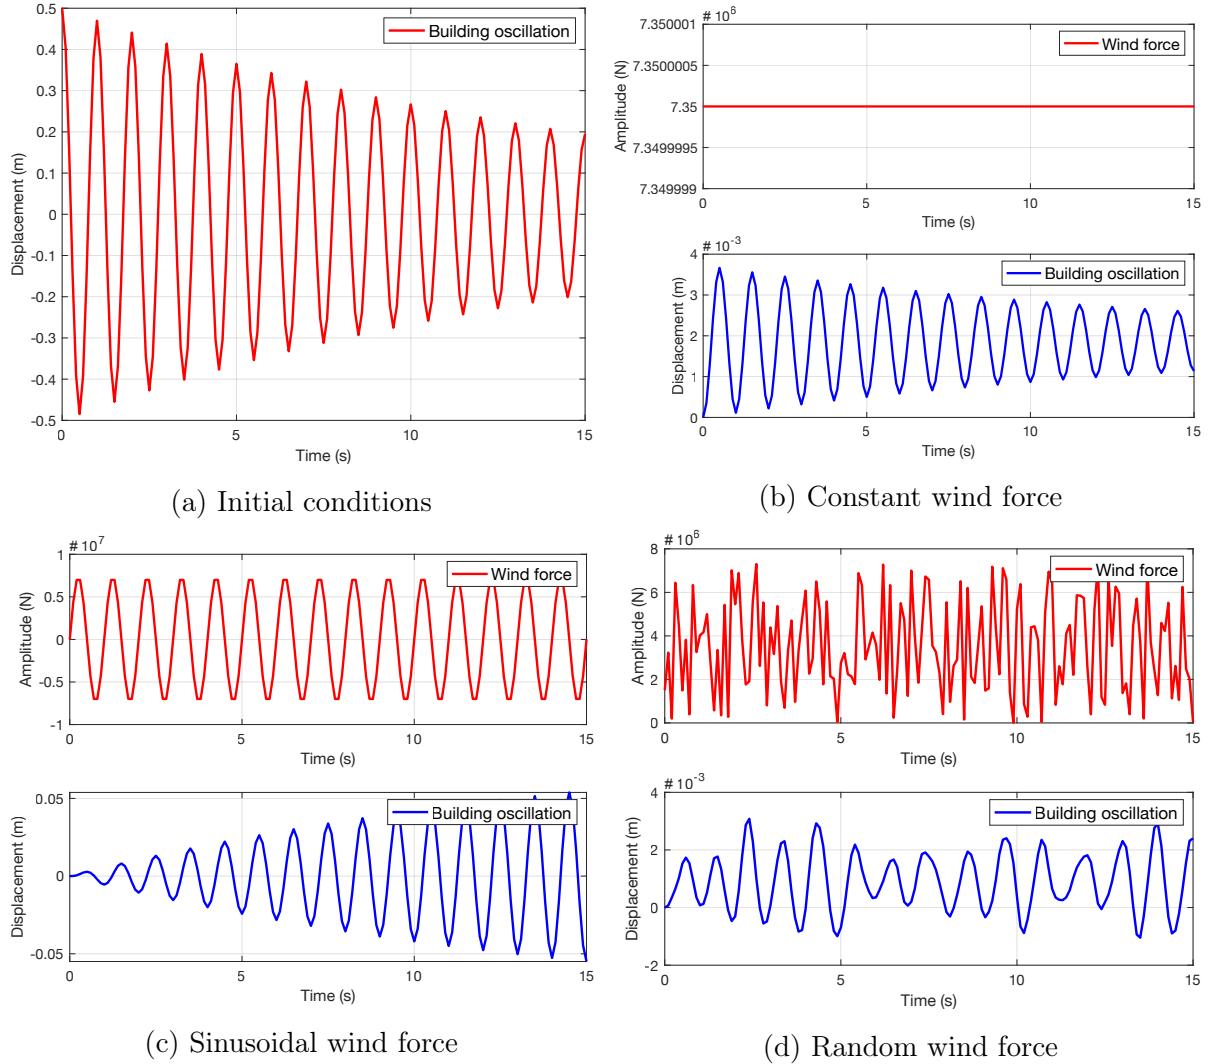 0.5
0.4
0.3
0.2
0.1
0
-0.1
-0.2
-0.3
-0.4
-0.5
Displacement (m)
Building oscillation
0 5 10 15
Time (s)
(a) Initial conditions
# 10^6
7.350001
7.3500005
7.35
7.3499995
7.349999
Amplitude (N)
Wind force
0 5 10 15
Time (s)
# 10^-3
4
3
2
1
0
Displacement (m)
Building oscillation
0 5 10 15
Time (s)
(b) Constant wind force
# 10^7
1
0.5
0
-0.5
-1
Amplitude (N)
Wind force
0 5 10 15
Time (s)
0.05
0
-0.05
Displacement (m)
Building oscillation
0 5 10 15
Time (s)
(c) Sinusoidal wind force
# 10^6
8
6
4
2
0
Amplitude (N)
Wind force
0 5 10 15
Time (s)
# 10^-3
4
2
0
-2
Displacement (m)
Building oscillation
0 5 10 15
Time (s)
(d) Random wind force